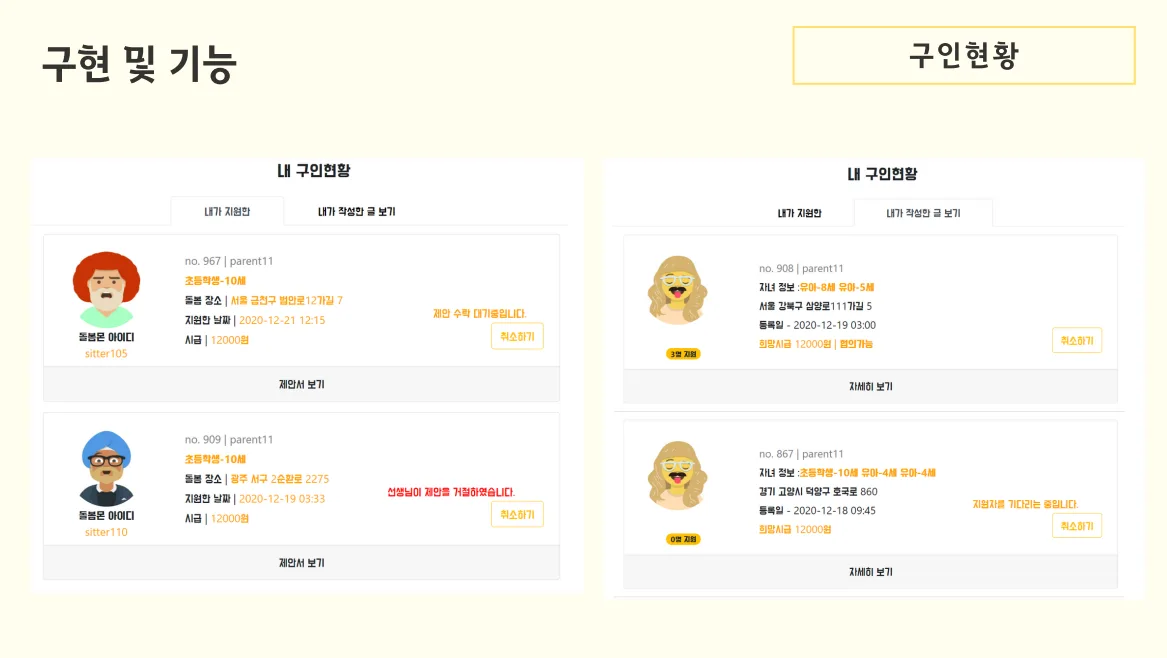 구현 및 기능
구인현황
내 구인현황
내가 지원한
내가 작성한 글 보기
no. 967 | parent11
초등학생-10세
돌봄 장소 | 서울 금천구 범안로12가길 7
지원한 날짜 | 2020-12-21 12:15
시급 | 12000원
돌봄몬 아이디
sitter105
제안 수락 대기중입니다.
취소하기
제안서 보기
no. 909 | parent11
초등학생-10세
돌봄 장소 | 광주 서구 2순환로 2275
지원한 날짜 | 2020-12-19 03:33
시급 | 12000원
돌봄몬 아이디
sitter110
선생님이 제안을 거절하였습니다.
취소하기
제안서 보기
내 구인현황
내가 지원한
내가 작성한 글 보기
no. 908 | parent11
자녀 정보 :유아-8세 유아-5세
서울 강북구 삼양로111가길 5
등록일 - 2020-12-19 03:00
희망시급 12000원 | 협의가능
3명 지원
취소하기
자세히 보기
no. 867 | parent11
자녀 정보 :초등학생-10세 유아-4세 유아-4세
경기 고양시 덕양구 호국로 860
등록일 - 2020-12-18 09:45
희망시급 12000원
0명 지원
지원자를 기다리는 중입니다.
취소하기
자세히 보기